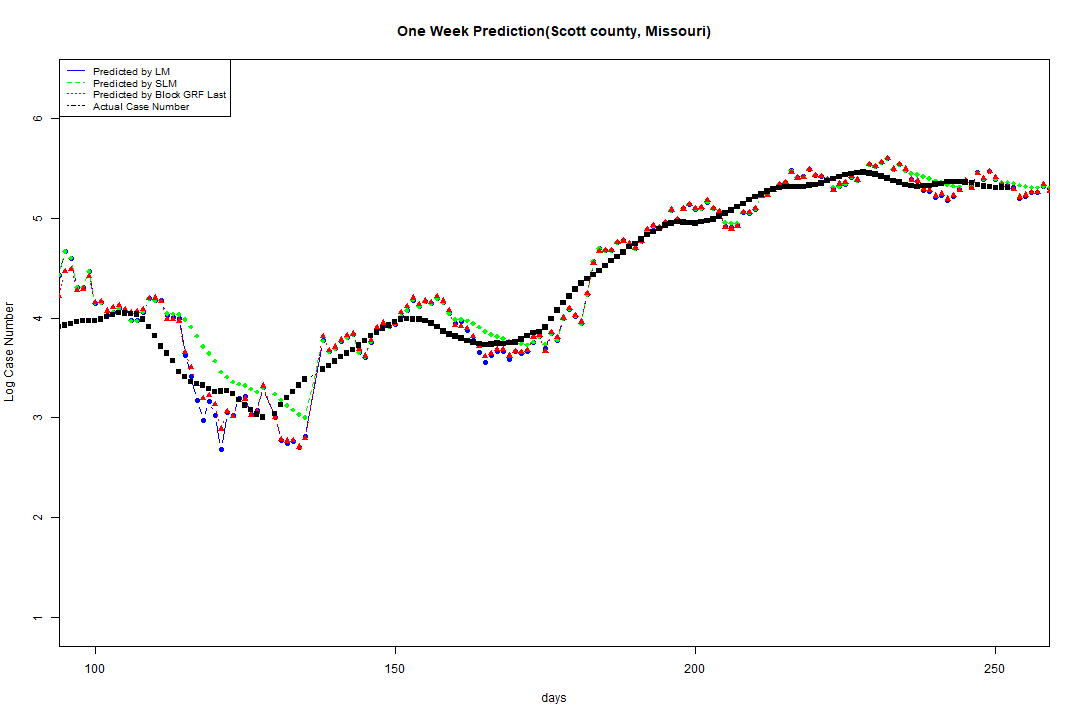 One Week Prediction(Scott county, Missouri)
Predicted by LM
Predicted by SLM
Predicted by Block GRF Last
Actual Case Number
6
5
4
3
2
1
Log Case Number
100 150 200 250
days